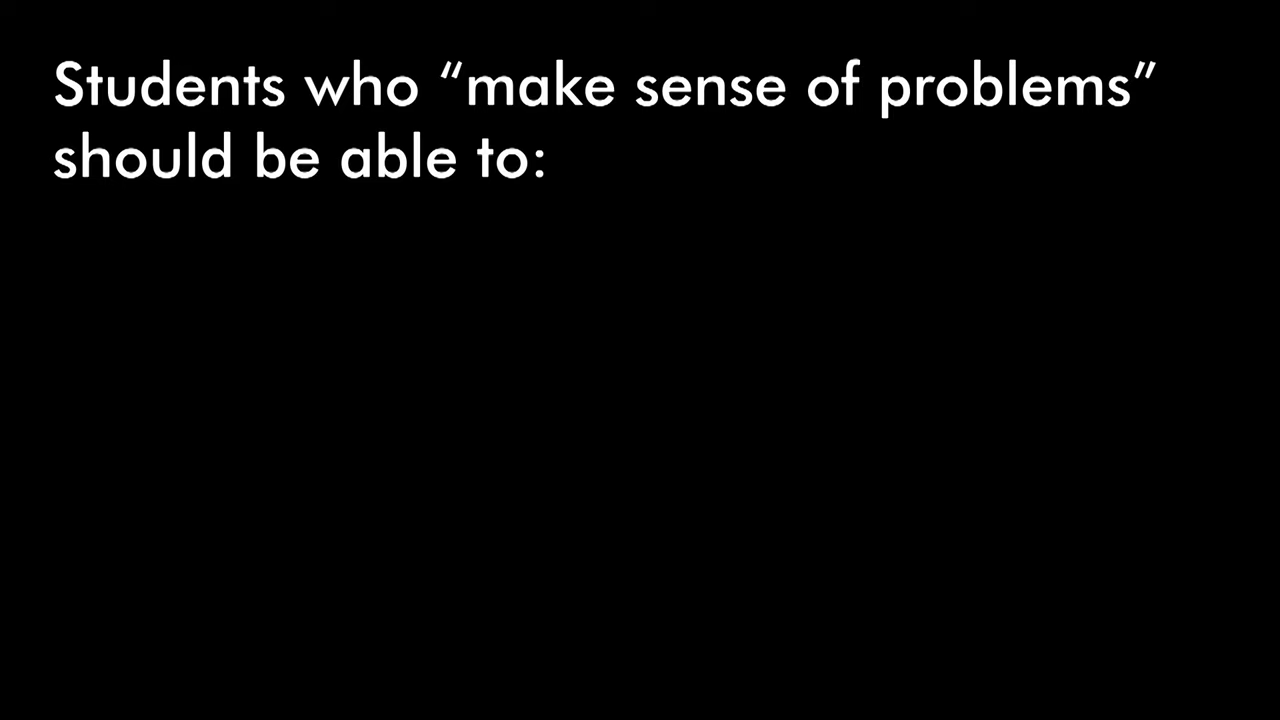 Students who “make sense of problems”
should be able to: